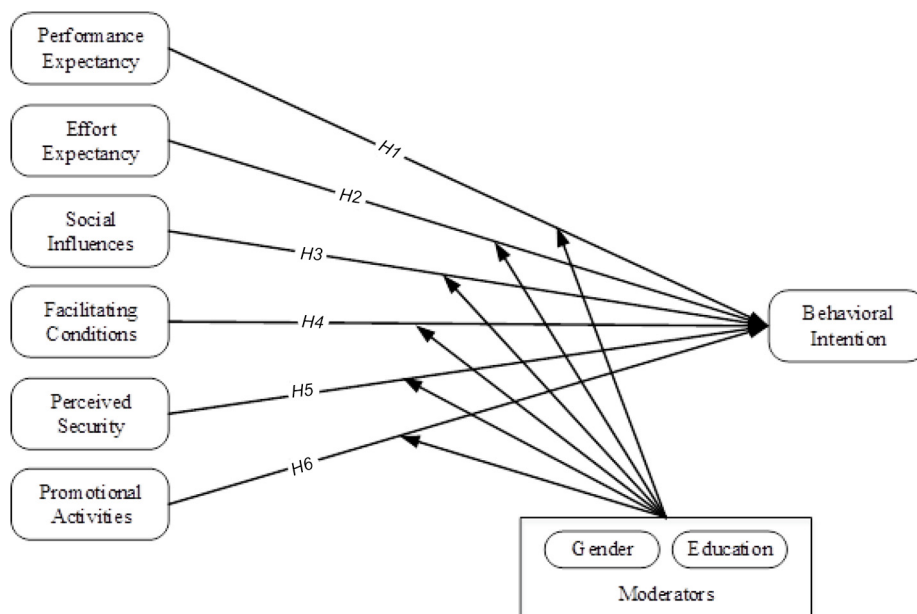 Performance
Expectancy
H1
Effort
Expectancy
H2
Social
Influences
H3
Facilitating
Conditions
H4
Behavioral
Intention
Perceived
Security
H5
Promotional
Activities
H6
Gender
Education
Moderators